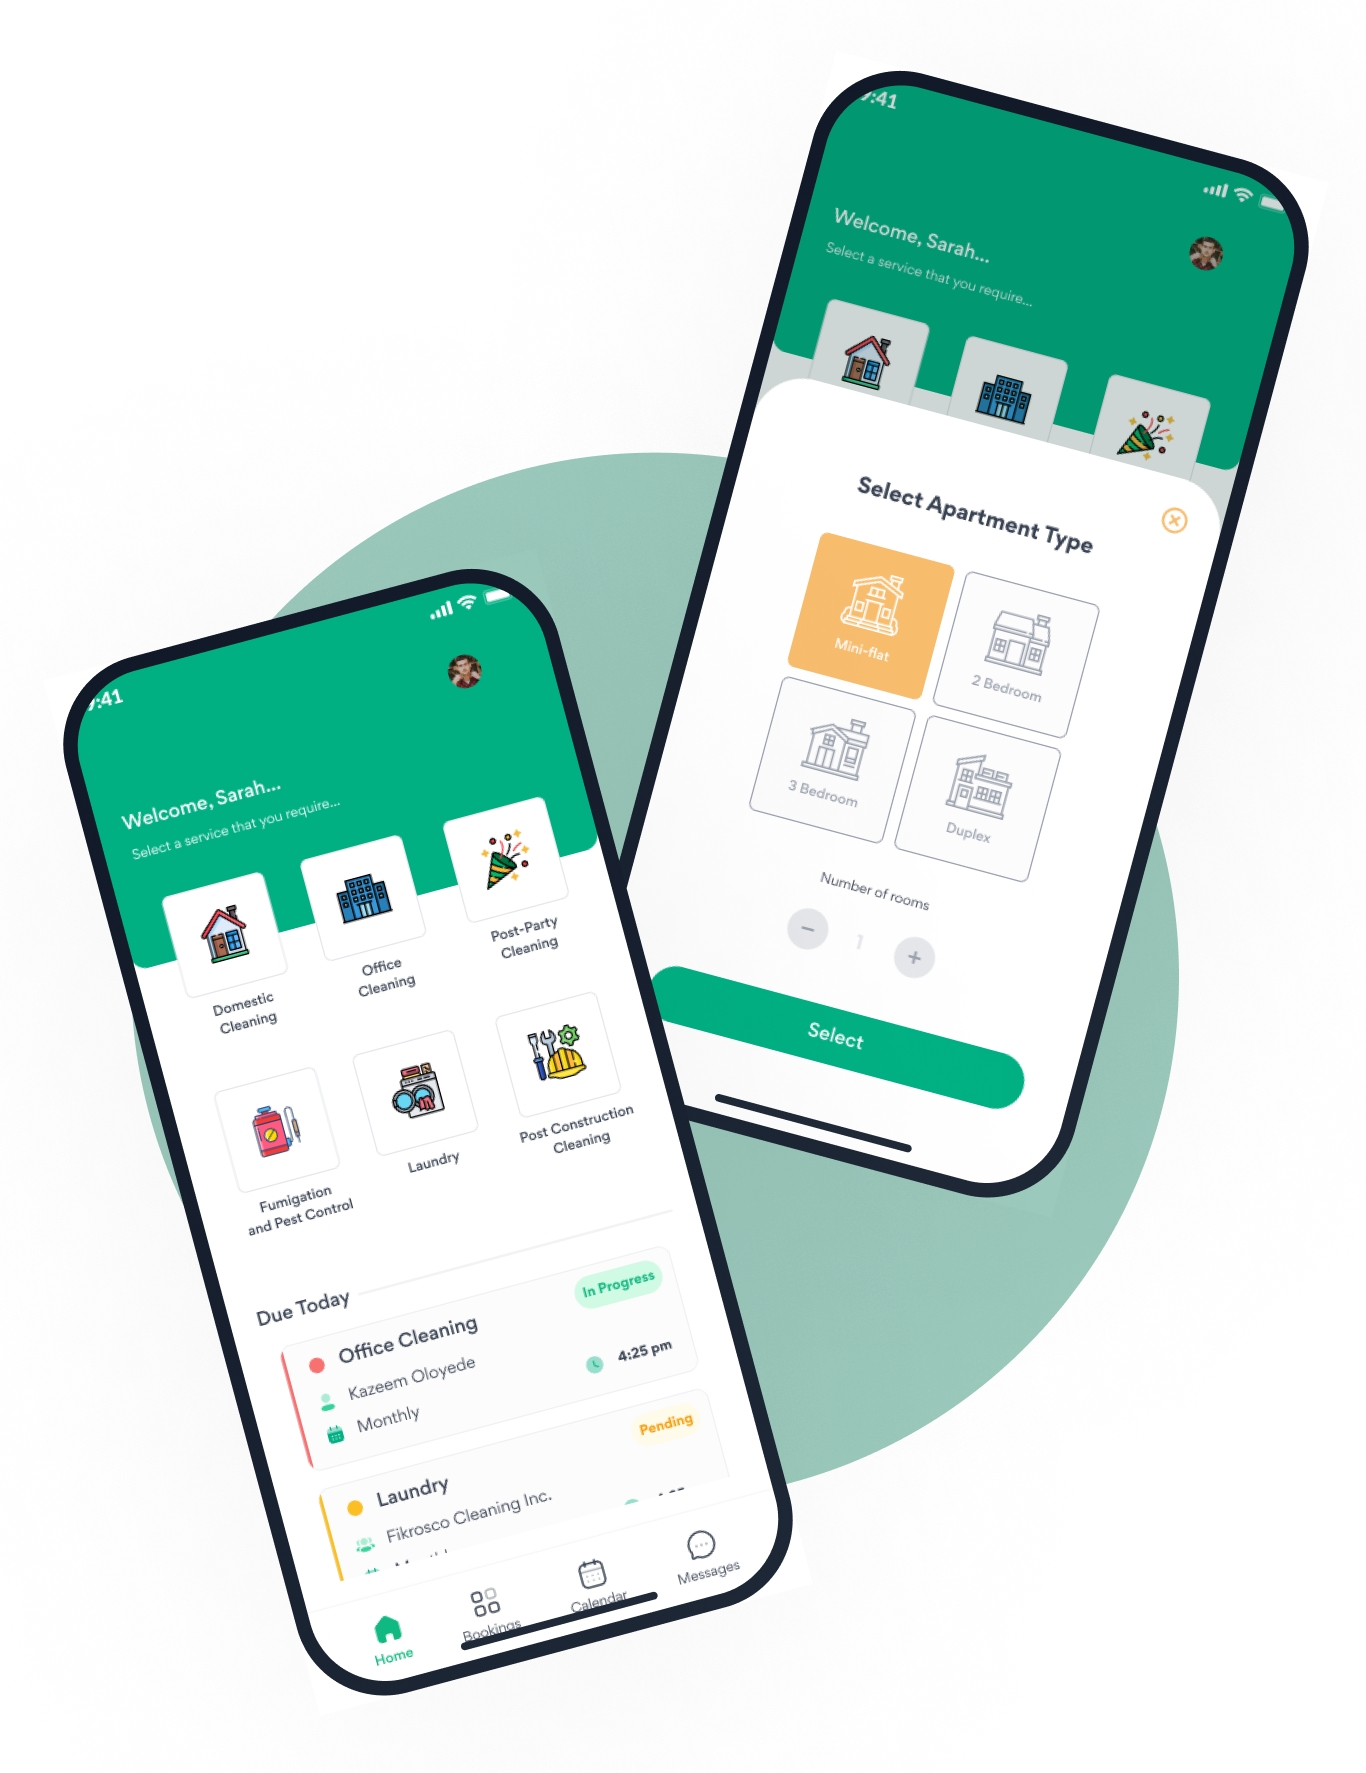 9:41
Welcome, Sarah...
Select a service that you require...
Select Apartment Type
Mini-flat
2 Bedroom
3 Bedroom
Duplex
Number of rooms
1
Select
9:41
Welcome, Sarah...
Select a service that you require...
Domestic
Cleaning
Office
Cleaning
Post-Party
Cleaning
Fumigation
and Pest Control
Laundry
Post Construction
Cleaning
Due Today
Office Cleaning
In Progress
Kazeem Oloyede
4:25 pm
Monthly
Laundry
Pending
Fikrosco Cleaning Inc.
Home
Bookings
Calendar
Messages